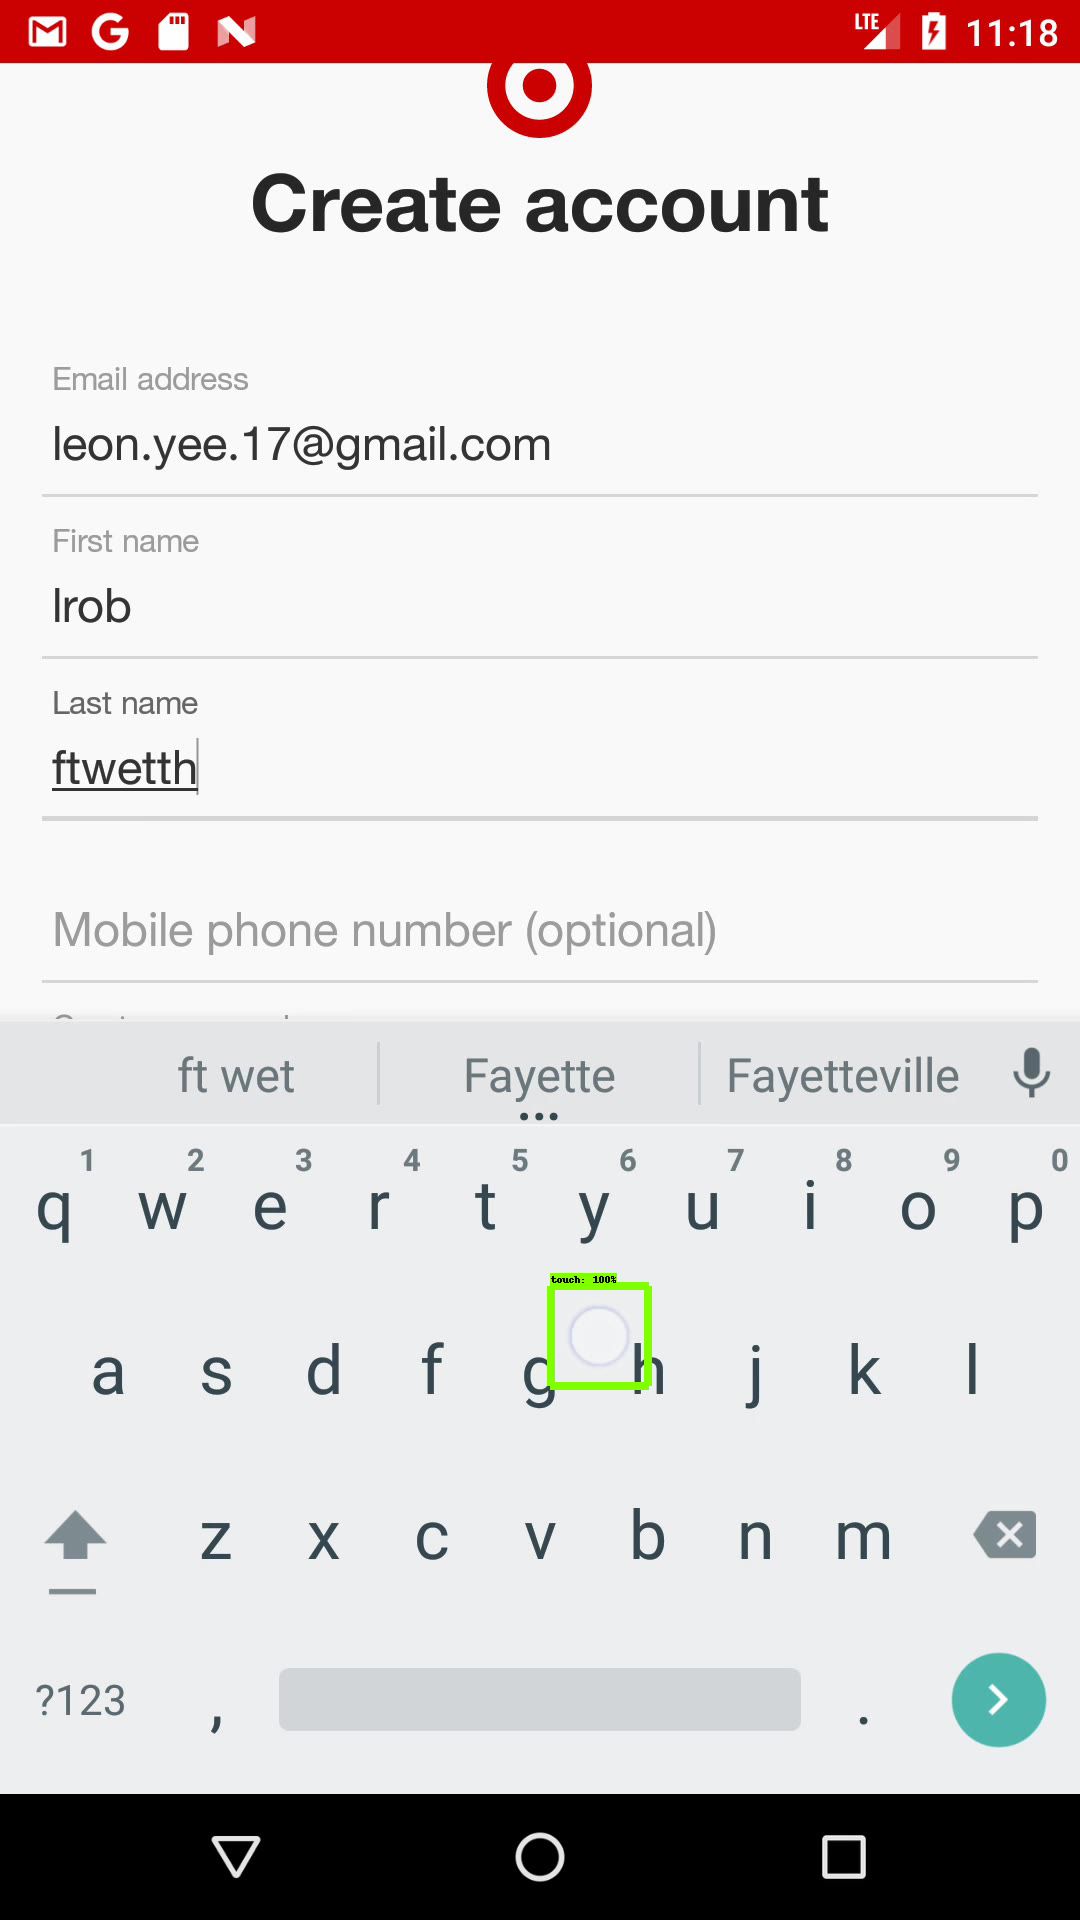 LTE 11:18
Create account
Email address
leon.yee.17@gmail.com
First name
lrob
Last name
ftwetth
Mobile phone number (optional)
ft wet Fayette Fayetteville
1 2 3 4 5 6 7 8 9 0
q w e r t y u i o p
touch: 100%
a s d f g h j k l
z x c v b n m
?123 , .